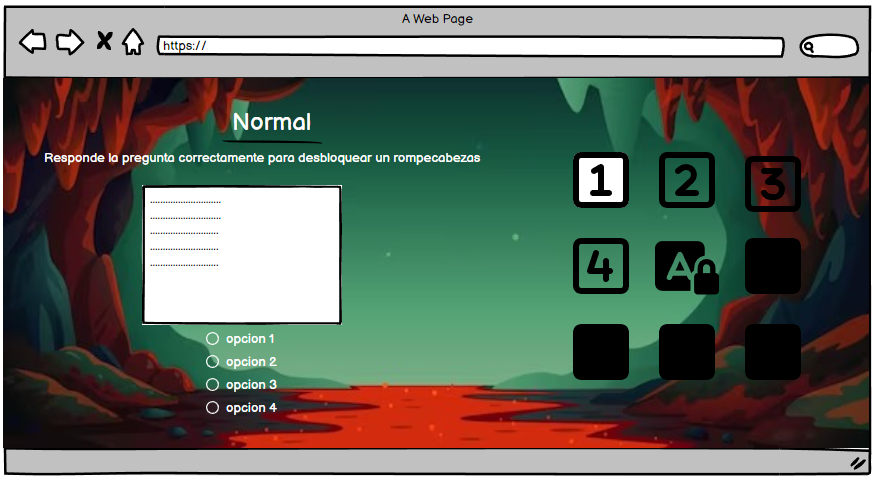 A Web Page
https://
Normal
Responde la pregunta correctamente para desbloquear un rompecabezas
............................
............................
...........................
...........................
...........................
opcion 1
opcion 2
opcion 3
opcion 4
1 2 3
4 A